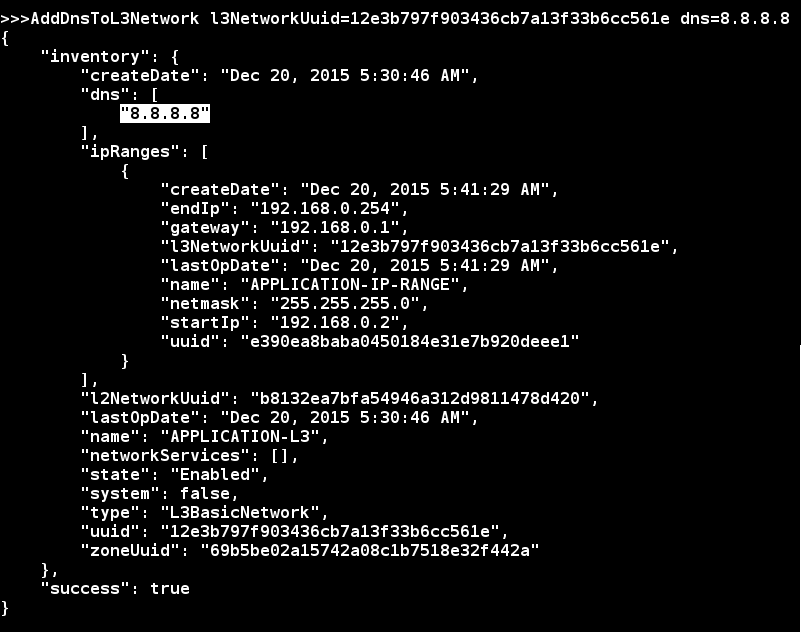 >>>AddDnsToL3Network l3NetworkUuid=12e3b797f903436cb7a13f33b6cc561e dns=8.8.8.8
{
    "inventory": {
        "createDate": "Dec 20, 2015 5:30:46 AM",
        "dns": [
            "8.8.8.8"
        ],
        "ipRanges": [
            {
                "createDate": "Dec 20, 2015 5:41:29 AM",
                "endIp": "192.168.0.254",
                "gateway": "192.168.0.1",
                "l3NetworkUuid": "12e3b797f903436cb7a13f33b6cc561e",
                "lastOpDate": "Dec 20, 2015 5:41:29 AM",
                "name": "APPLICATION-IP-RANGE",
                "netmask": "255.255.255.0",
                "startIp": "192.168.0.2",
                "uuid": "e390ea8baba0450184e31e7b920deee1"
            }
        ],
        "l2NetworkUuid": "b8132ea7bfa54946a312d9811478d420",
        "lastOpDate": "Dec 20, 2015 5:30:46 AM",
        "name": "APPLICATION-L3",
        "networkServices": [],
        "state": "Enabled",
        "system": false,
        "type": "L3BasicNetwork",
        "uuid": "12e3b797f903436cb7a13f33b6cc561e",
        "zoneUuid": "69b5be02a15742a08c1b7518e32f442a"
    },
    "success": true
}